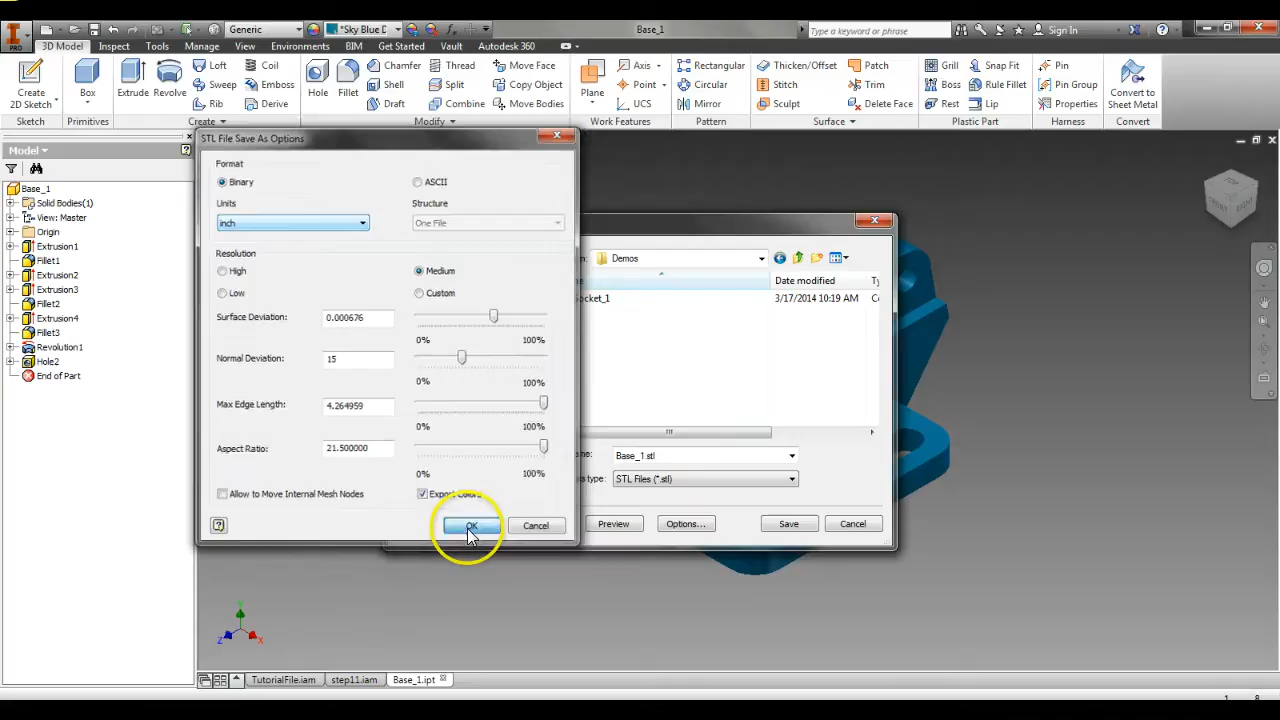 PRO
Generic
*Sky Blue D
Base_1
Type a keyword or phrase
Sign In
3D Model
Inspect
Tools
Manage
View
Environments
BIM
Get Started
Vault
Autodesk 360
Create
2D Sketch
Sketch
Box
Primitives
Extrude
Revolve
Loft
Sweep
Rib
Coil
Emboss
Derive
Create
Hole
Fillet
Chamfer
Shell
Draft
Thread
Split
Combine
Move Face
Copy Object
Move Bodies
Modify
Plane
Axis
Point
UCS
Work Features
Rectangular
Circular
Mirror
Pattern
Thicken/Offset
Stitch
Sculpt
Patch
Trim
Delete Face
Surface
Grill
Boss
Rest
Snap Fit
Rule Fillet
Lip
Plastic Part
Pin
Pin Group
Properties
Harness
Convert to
Sheet Metal
Convert
Model
Base_1
Solid Bodies(1)
View: Master
Origin
Extrusion1
Fillet1
Extrusion2
Extrusion3
Fillet2
Extrusion4
Fillet3
Revolution1
Hole2
End of Part
STL File Save As Options
Format
Binary
ASCII
Units
Structure
inch
One File
Resolution
High
Medium
Low
Custom
Surface Deviation:
0.000676
0%
100%
Normal Deviation:
15
0%
100%
Max Edge Length:
4.264959
0%
100%
Aspect Ratio:
21.500000
0%
100%
Allow to Move Internal Mesh Nodes
Export Colors
OK
Cancel
Demos
Date modified
Ty
ocket_1
3/17/2014 10:19 AM
Base_1.stl
STL Files (*.stl)
Preview
Options...
Save
Cancel
Y
Z
X
TutorialFile.iam
step11.iam
Base_1.ipt
1
8